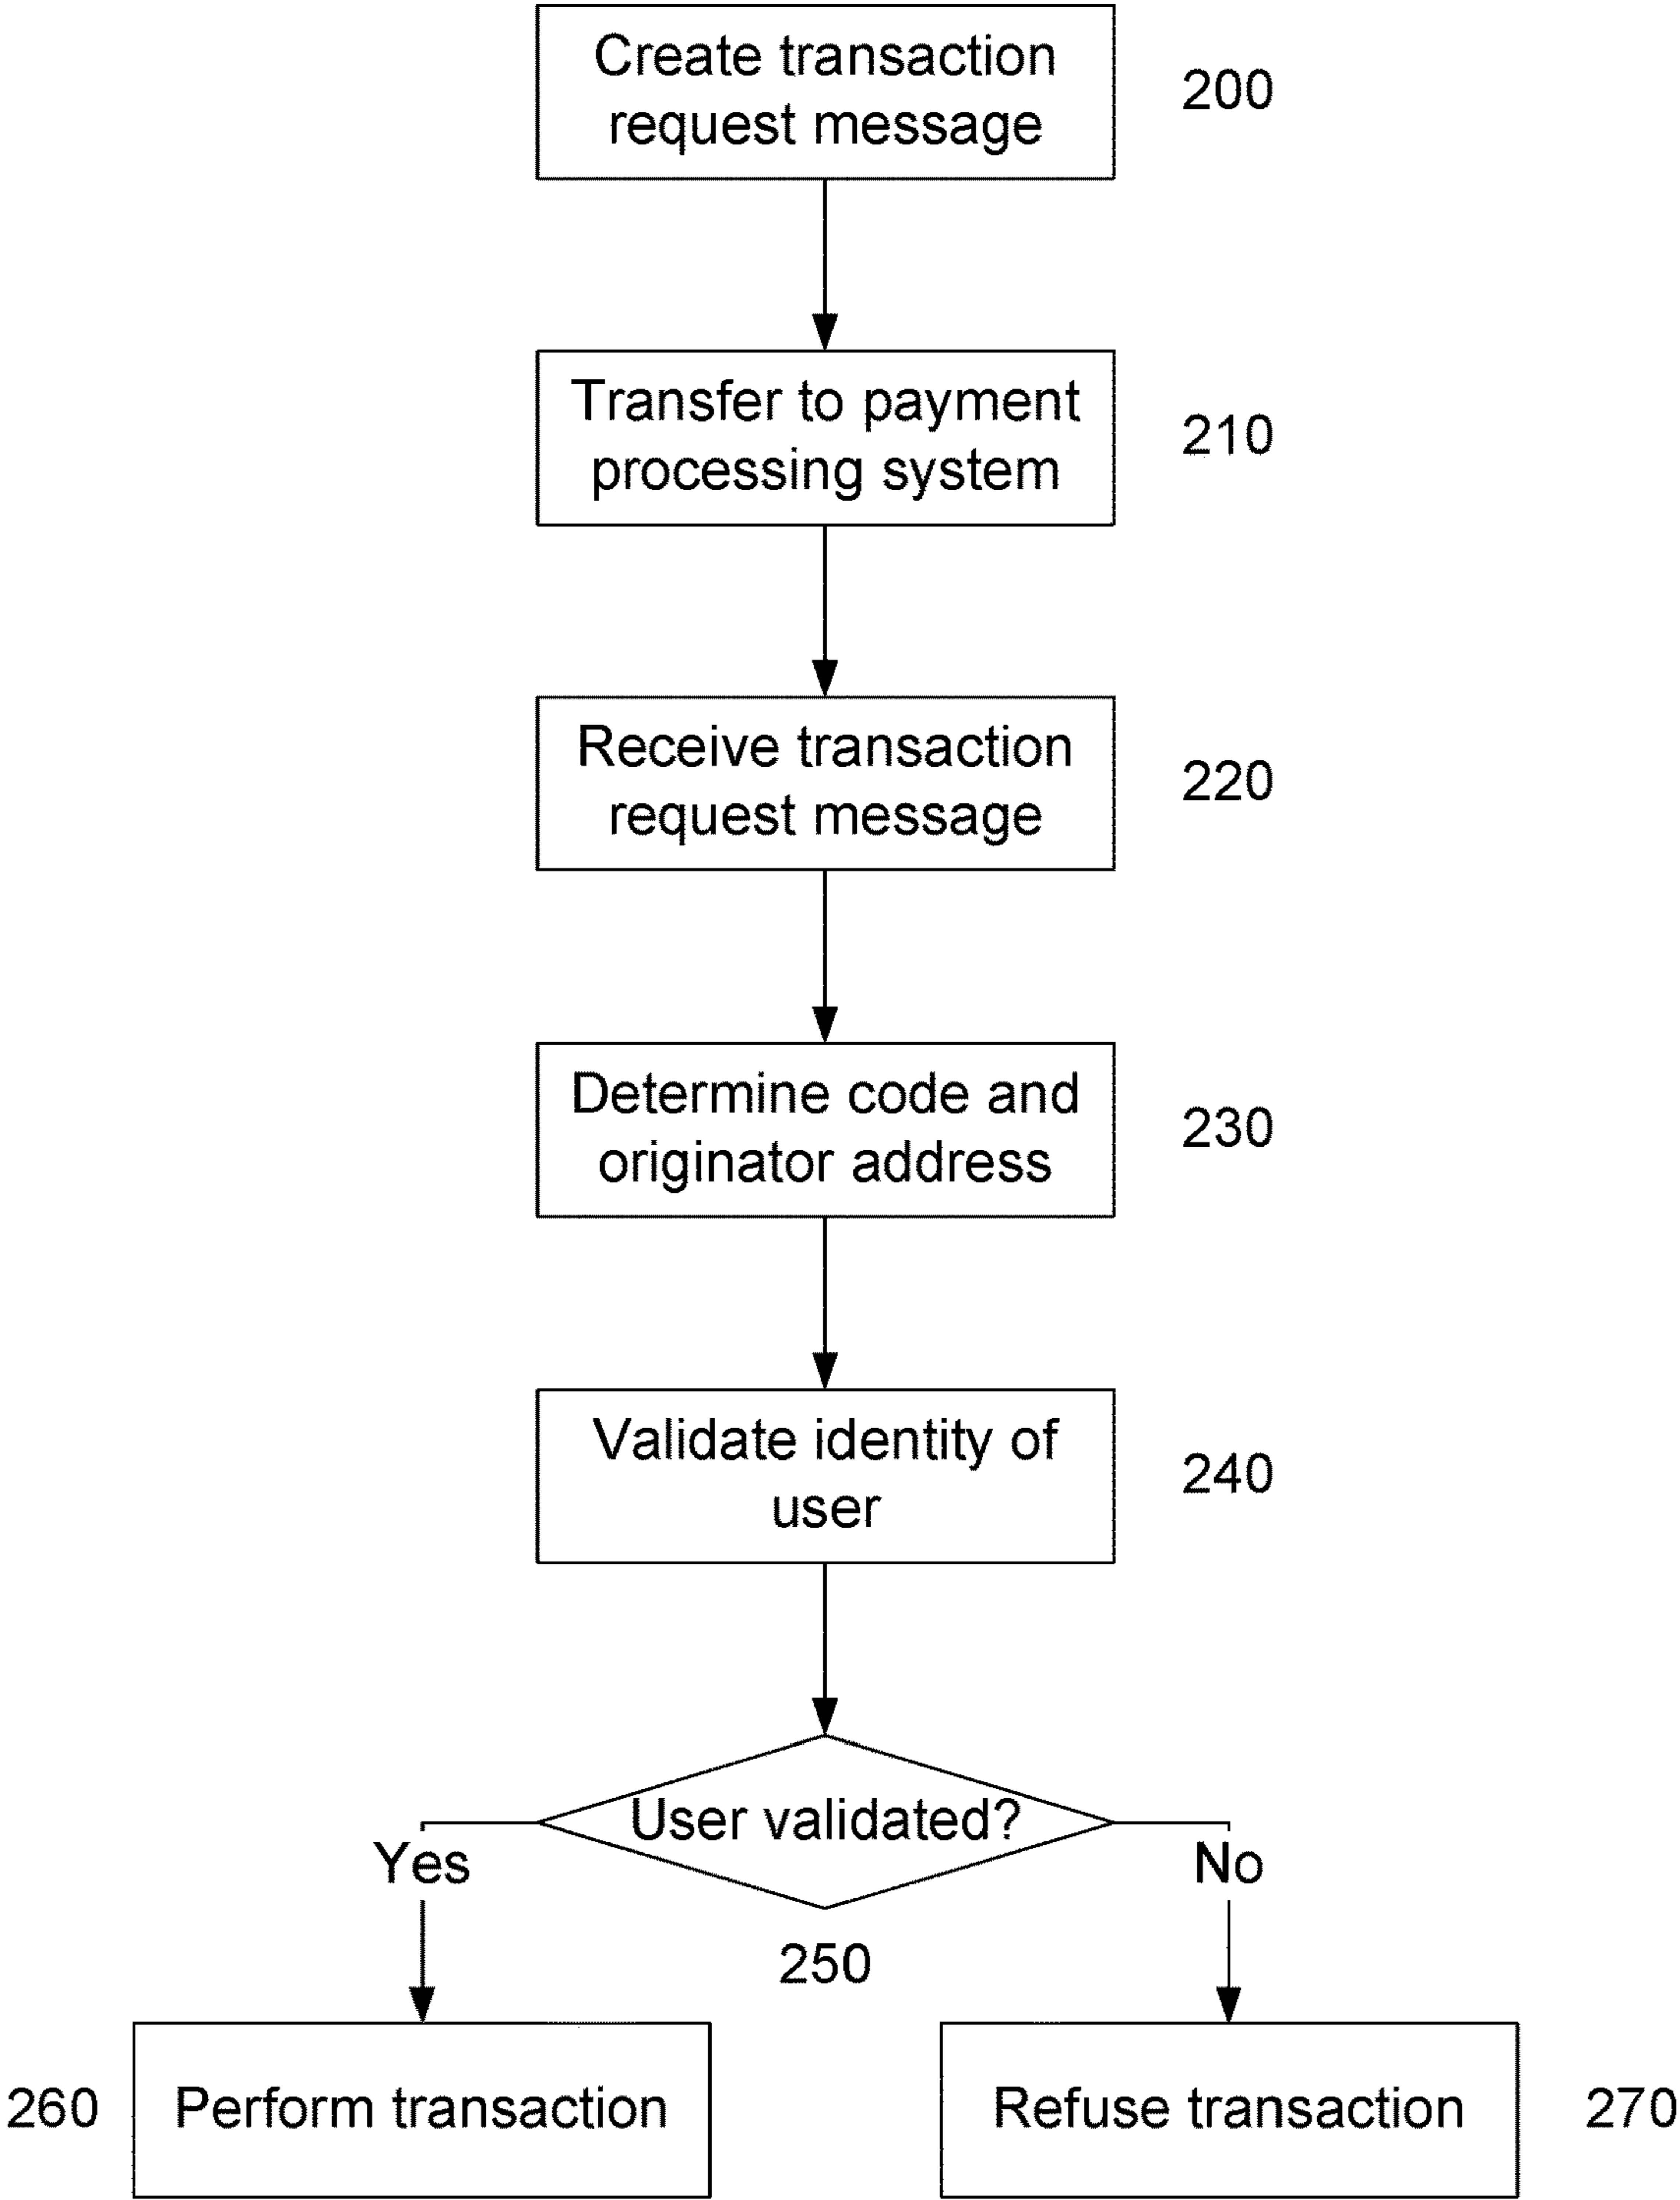 Create transaction
request message
200
Transfer to payment
processing system
210
Receive transaction
request message
220
Determine code and
originator address
230
Validate identity of
user
240
User validated?
Yes
No
250
260
Perform transaction
Refuse transaction
270